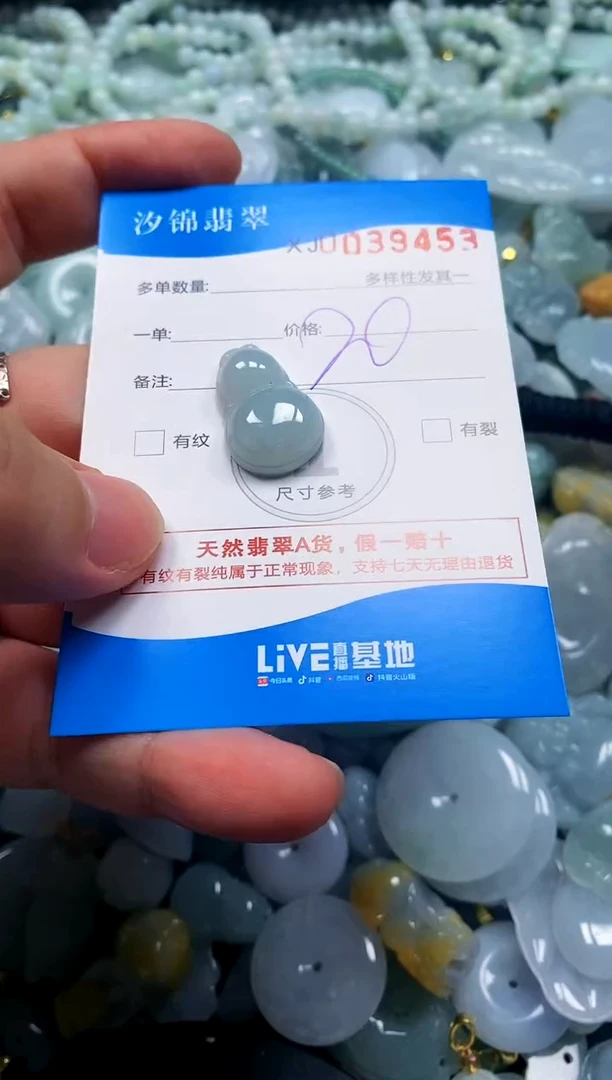 汐锦翡翠
XJ0039453
多单数量:
多样性发其一
一单: 价格: 20
备注:
有纹 有裂
尺寸参考
天然翡翠A货，假一赔十
有纹有裂纯属于正常现象，支持七天无理由退货
LiVE直播基地
今日头条 抖音 西瓜视频 抖音火山版